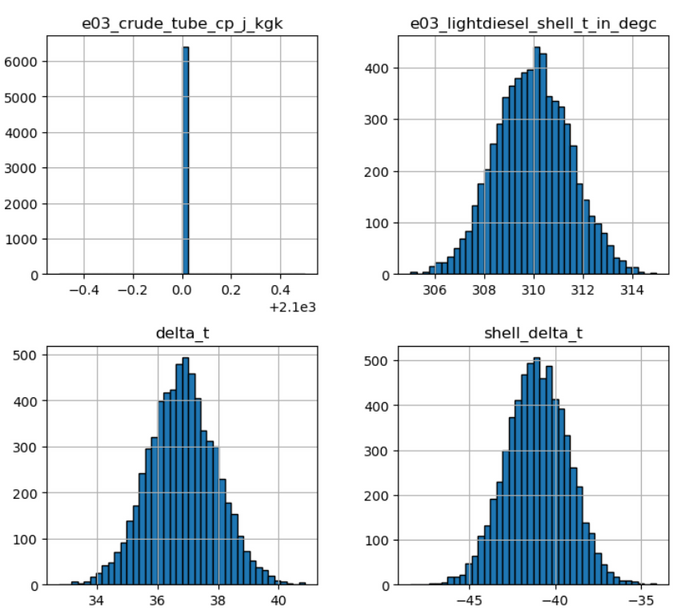 e03_crude_tube_cp_j_kgk
6000
5000
4000
3000
2000
1000
0
−0.4 −0.2 0.0 0.2 0.4
+2.1e3
e03_lightdiesel_shell_t_in_degc
400
300
200
100
0
306 308 310 312 314
delta_t
500
400
300
200
100
0
34 36 38 40
shell_delta_t
500
400
300
200
100
0
−45 −40 −35